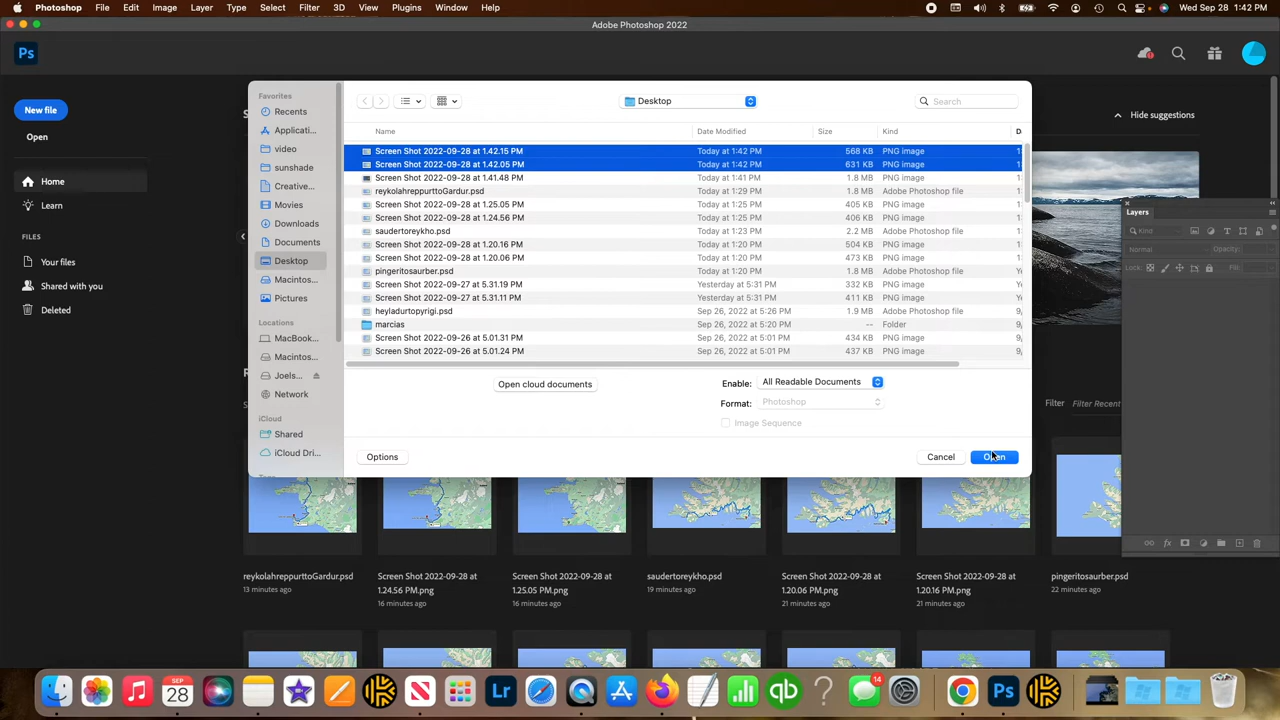 Photoshop File Edit Image Layer Type Select Filter 3D View Plugins Window Help Wed Sep 28 1:42 PM
Adobe Photoshop 2022
Ps
New file
Open
Home
Learn
FILES
Your files
Shared with you
Deleted
Hide suggestions
Favorites
Recents
Applicati...
video
sunshade
Creative...
Movies
Downloads
Documents
Desktop
Macintos...
Pictures
Locations
MacBook...
Macintos...
Joels...
Network
iCloud
Shared
iCloud Dri...
Desktop
Search
Name Date Modified Size Kind
Screen Shot 2022-09-28 at 1.42.15 PM Today at 1:42 PM 568 KB PNG image
Screen Shot 2022-09-28 at 1.42.05 PM Today at 1:42 PM 631 KB PNG image
Screen Shot 2022-09-28 at 1.41.48 PM Today at 1:41 PM 1.8 MB PNG image
reykolahreppurttoGardur.psd Today at 1:29 PM 1.8 MB Adobe Photoshop file
Screen Shot 2022-09-28 at 1.25.05 PM Today at 1:25 PM 405 KB PNG image
Screen Shot 2022-09-28 at 1.24.56 PM Today at 1:25 PM 406 KB PNG image
saudertoreykho.psd Today at 1:23 PM 2.2 MB Adobe Photoshop file
Screen Shot 2022-09-28 at 1.20.16 PM Today at 1:20 PM 504 KB PNG image
Screen Shot 2022-09-28 at 1.20.06 PM Today at 1:20 PM 473 KB PNG image
pingeritosaurber.psd Today at 1:20 PM 1.8 MB Adobe Photoshop file
Screen Shot 2022-09-27 at 5.31.19 PM Yesterday at 5:31 PM 332 KB PNG image
Screen Shot 2022-09-27 at 5.31.11 PM Yesterday at 5:31 PM 411 KB PNG image
heyladurtopyrigi.psd Sep 26, 2022 at 5:26 PM 1.9 MB Adobe Photoshop file
marcias Sep 26, 2022 at 5:20 PM -- Folder
Screen Shot 2022-09-26 at 5.01.31 PM Sep 26, 2022 at 5:01 PM 434 KB PNG image
Screen Shot 2022-09-26 at 5.01.24 PM Sep 26, 2022 at 5:01 PM 437 KB PNG image
Open cloud documents
Enable: All Readable Documents
Format: Photoshop
Image Sequence
Options Cancel Open
Layers
Kind
Normal Opacity:
Lock: Fill:
Filter Filter Recent
reykolahreppurttoGardur.psd
13 minutes ago
Screen Shot 2022-09-28 at
1.24.56 PM.png
16 minutes ago
Screen Shot 2022-09-28 at
1.25.05 PM.png
16 minutes ago
saudertoreykho.psd
19 minutes ago
Screen Shot 2022-09-28 at
1.20.06 PM.png
21 minutes ago
Screen Shot 2022-09-28 at
1.20.16 PM.png
21 minutes ago
pingeritosaurber.psd
22 minutes ago
SEP
28
Lr
Ps
14